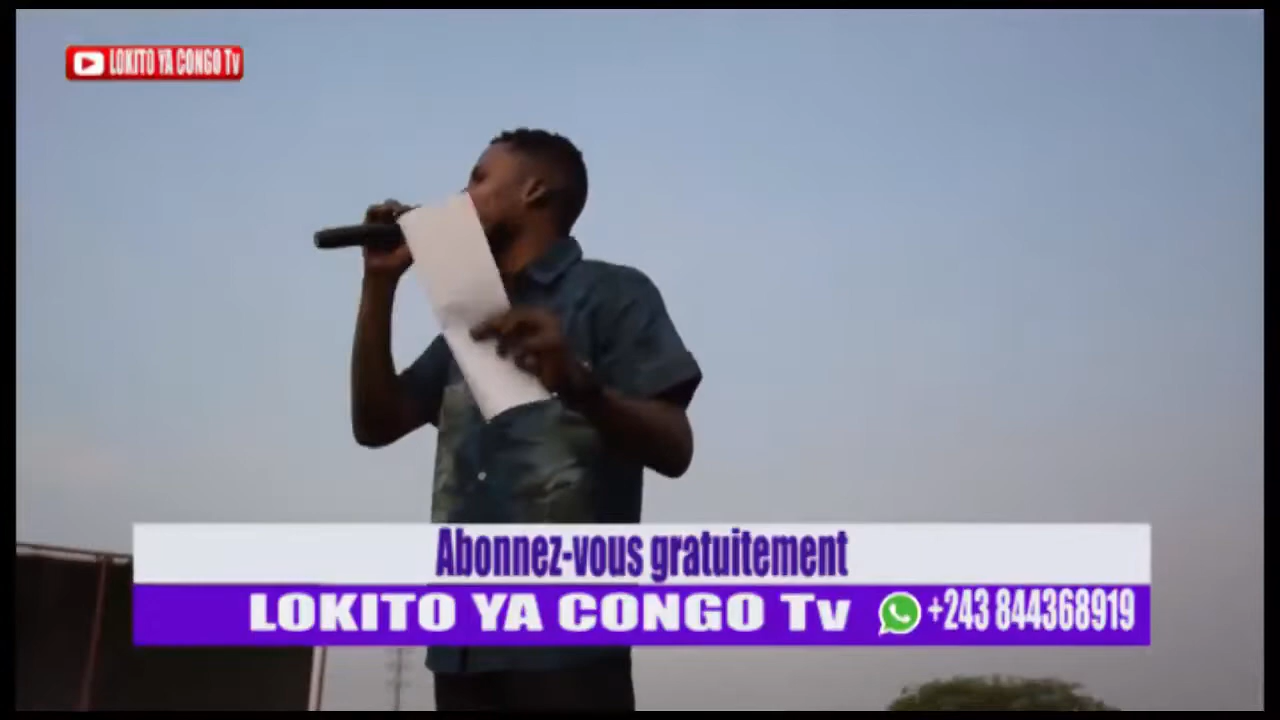 LOKITO YA CONGO Tv
Abonnez-vous gratuitement
LOKITO YA CONGO Tv +243 844368919